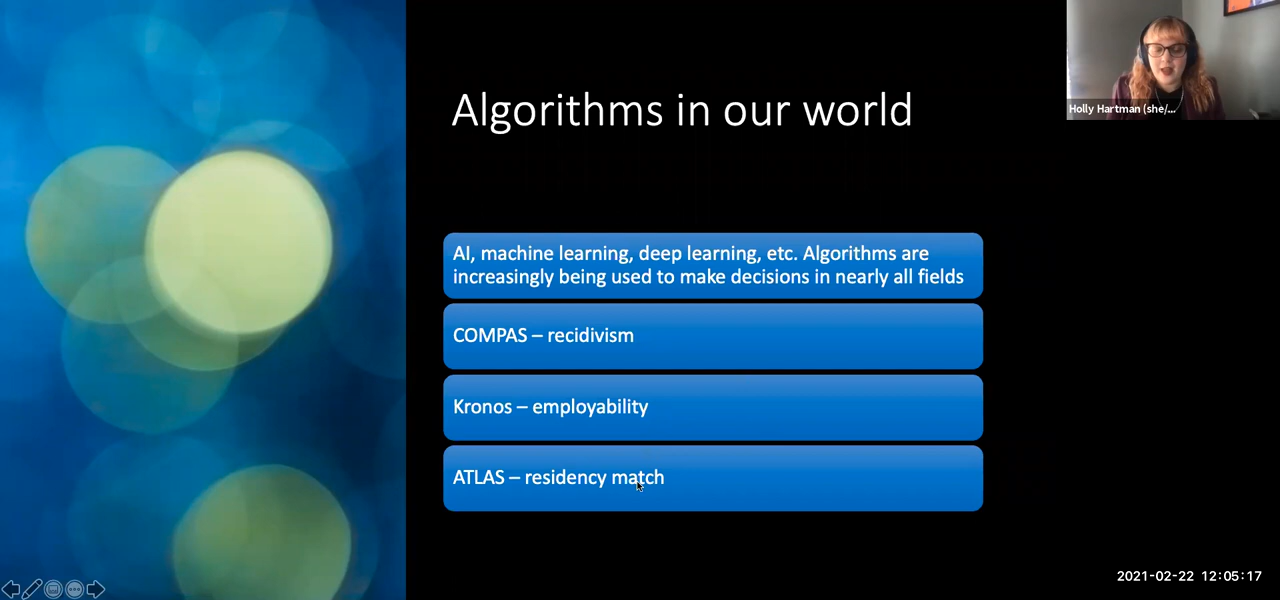 Algorithms in our world
Holly Hartman (she/...
AI, machine learning, deep learning, etc. Algorithms are
increasingly being used to make decisions in nearly all fields
COMPAS – recidivism
Kronos – employability
ATLAS – residency match
2021-02-22 12:05:17